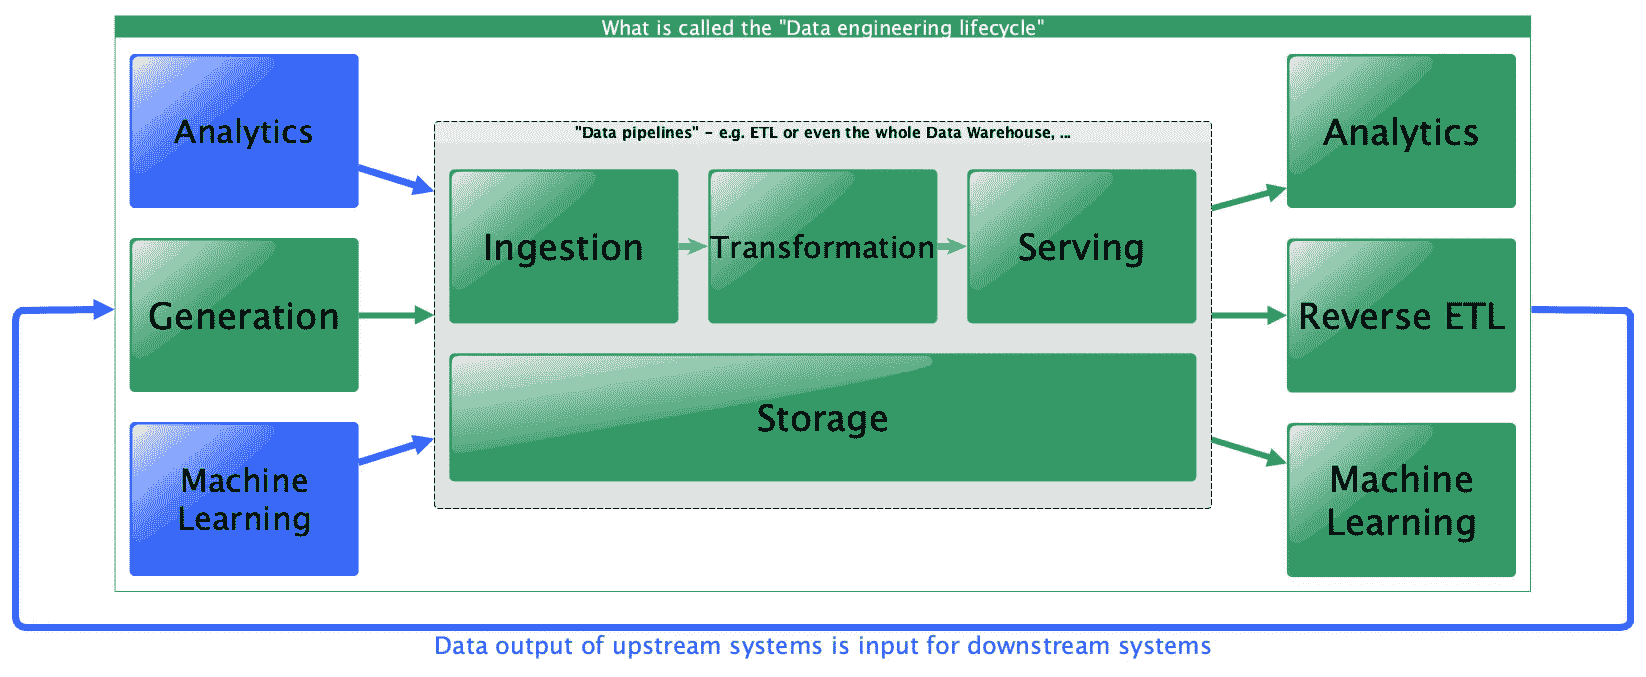 What is called the "Data engineering lifecycle"
Analytics
Generation
Machine
Learning
"Data pipelines" – e.g. ETL or even the whole Data Warehouse, ...
Ingestion
Transformation
Serving
Storage
Analytics
Reverse ETL
Machine
Learning
Data output of upstream systems is input for downstream systems